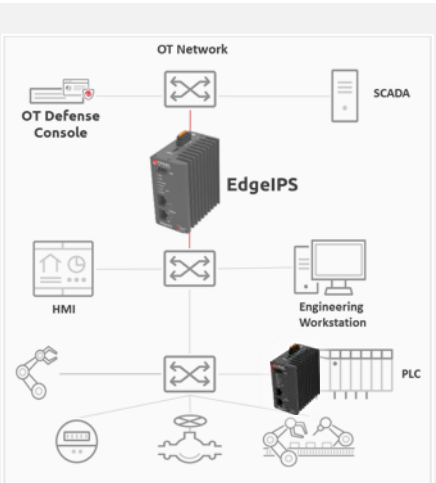 OT Network
SCADA
OT Defense
Console
EdgeIPS
HMI
Engineering
Workstation
PLC